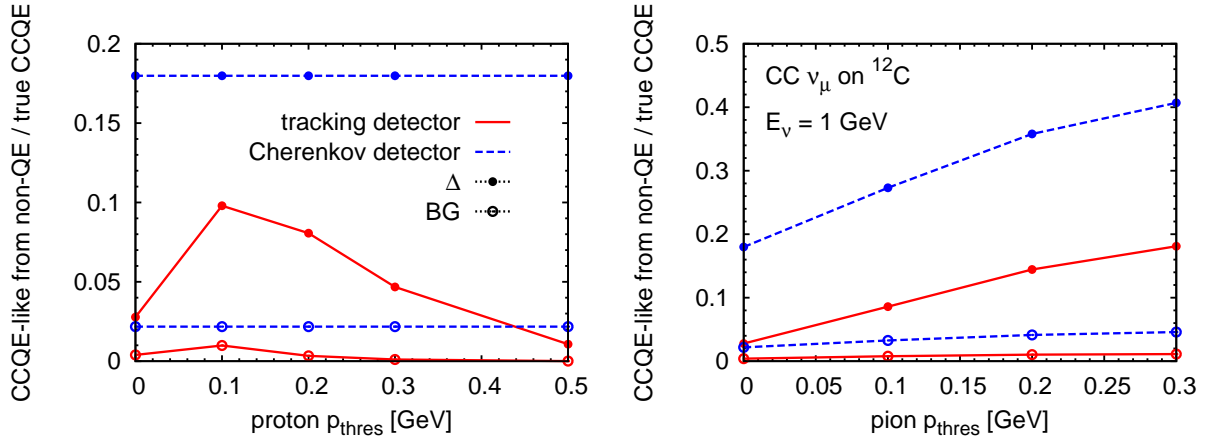 CCQE-like from non-QE / true CCQE
0.2
0.15
0.1
0.05
0
tracking detector
Cherenkov detector
Δ
BG
0 0.1 0.2 0.3 0.4 0.5
proton p_thres [GeV]
CCQE-like from non-QE / true CCQE
0.5
0.4
0.3
0.2
0.1
0
CC ν_μ on ^12C
E_ν = 1 GeV
0 0.05 0.1 0.15 0.20 0.25 0.3
pion p_thres [GeV]